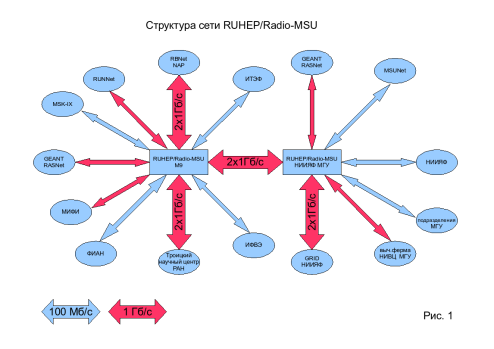 Структура сети RUHEP/Radio-MSU
RBNet
NAP
GEANT
RASNet
RUNNet
ИТЭФ
MSUNet
MSK-IX
2x1Гб/с
GEANT
RASNet
RUHEP/Radio-MSU
М9
2x1Гб/с
RUHEP/Radio-MSU
НИИЯФ МГУ
НИИЯФ
МИФИ
2x1Гб/с
2x1Гб/с
подразделения
МГУ
ФИАН
Троицкий
научный центр
РАН
ИФВЭ
GRID
НИИЯФ
выч.ферма
НИВЦ МГУ
100 Мб/с
1 Гб/с
Рис. 1